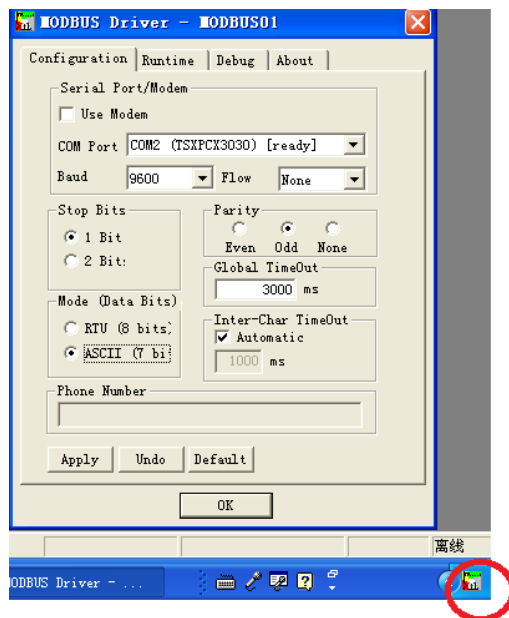 MODBUS Driver - MODBUS01
Configuration Runtime Debug About
Serial Port/Modem
Use Modem
COM Port COM2 (TSXPCX3030) [ready]
Baud 9600 Flow None
Stop Bits
1 Bit
2 Bit:
Parity
Even Odd None
Global TimeOut
3000 ms
Mode (Data Bits)
RTU (8 bits)
ASCII (7 bi
Inter-Char TimeOut
Automatic
1000 ms
Phone Number
Apply Undo Default
OK
离线
ODBUS Driver - ...